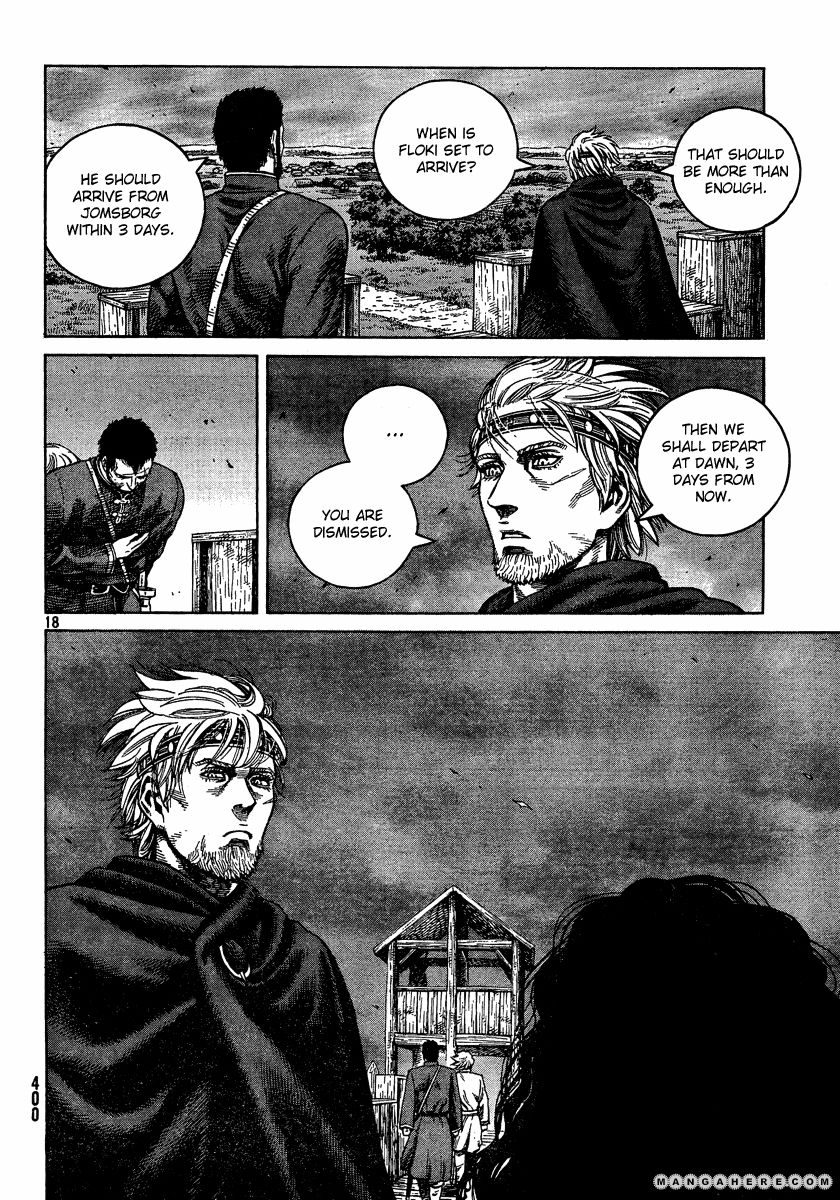 THAT SHOULD
BE MORE THAN
ENOUGH.
WHEN IS
FLOKI SET TO
ARRIVE?
HE SHOULD
ARRIVE FROM
JOMSBORG
WITHIN 3 DAYS.
THEN WE
SHALL DEPART
AT DAWN, 3
DAYS FROM
NOW.
...
YOU ARE
DISMISSED.
18
400
MANGAHERE.COM